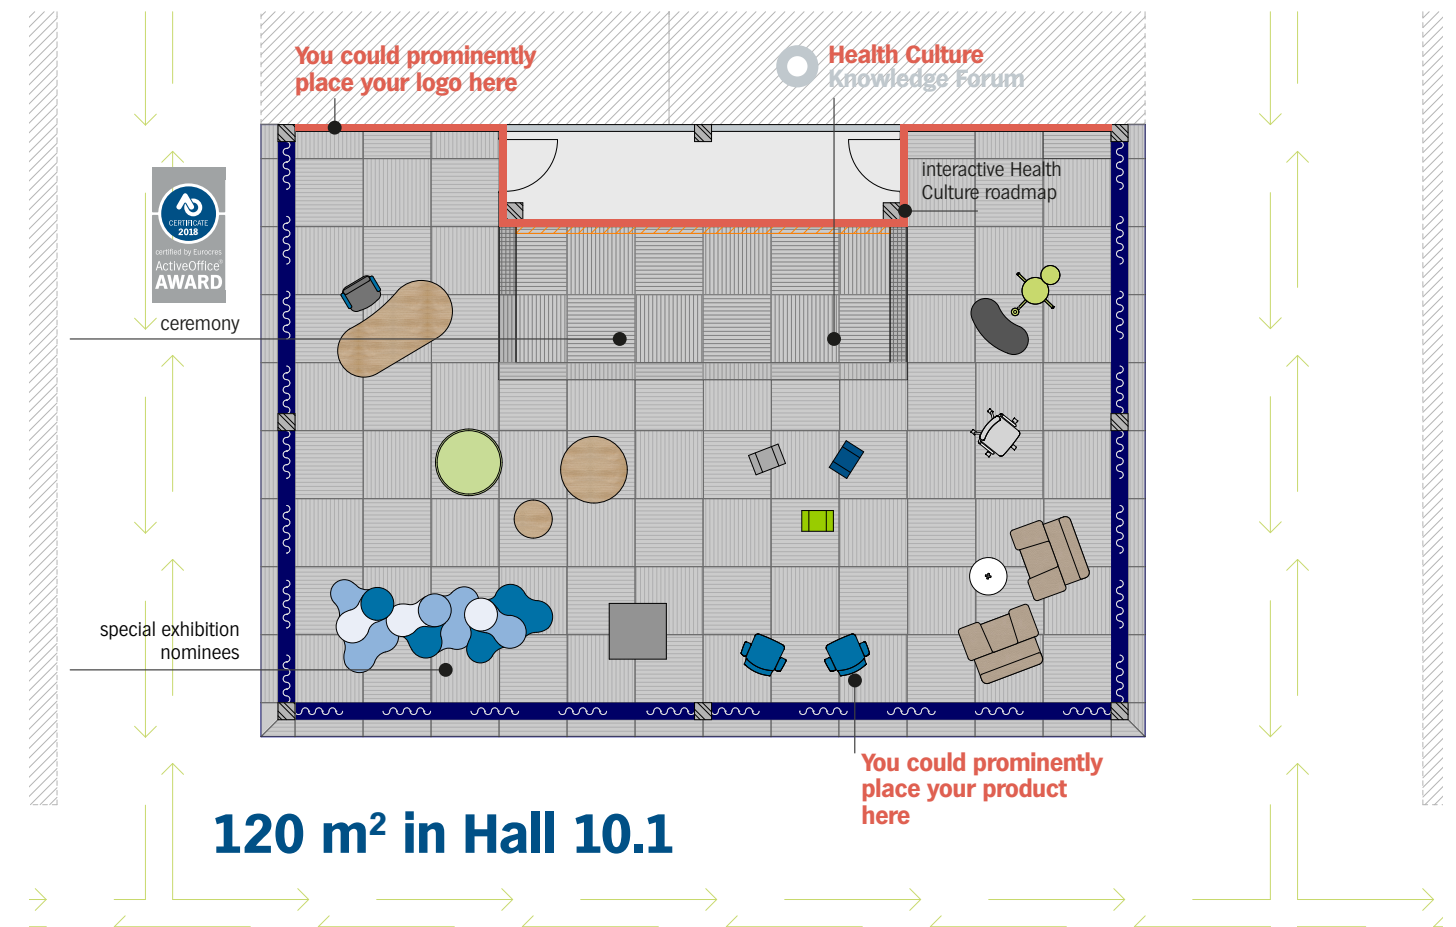 You could prominently
place your logo here
Health Culture
Knowledge Forum
interactive Health
Culture roadmap
CERTIFICATE
2018
certified by Eurocres
ActiveOffice®
AWARD
ceremony
special exhibition
nominees
You could prominently
place your product
here
120 m² in Hall 10.1